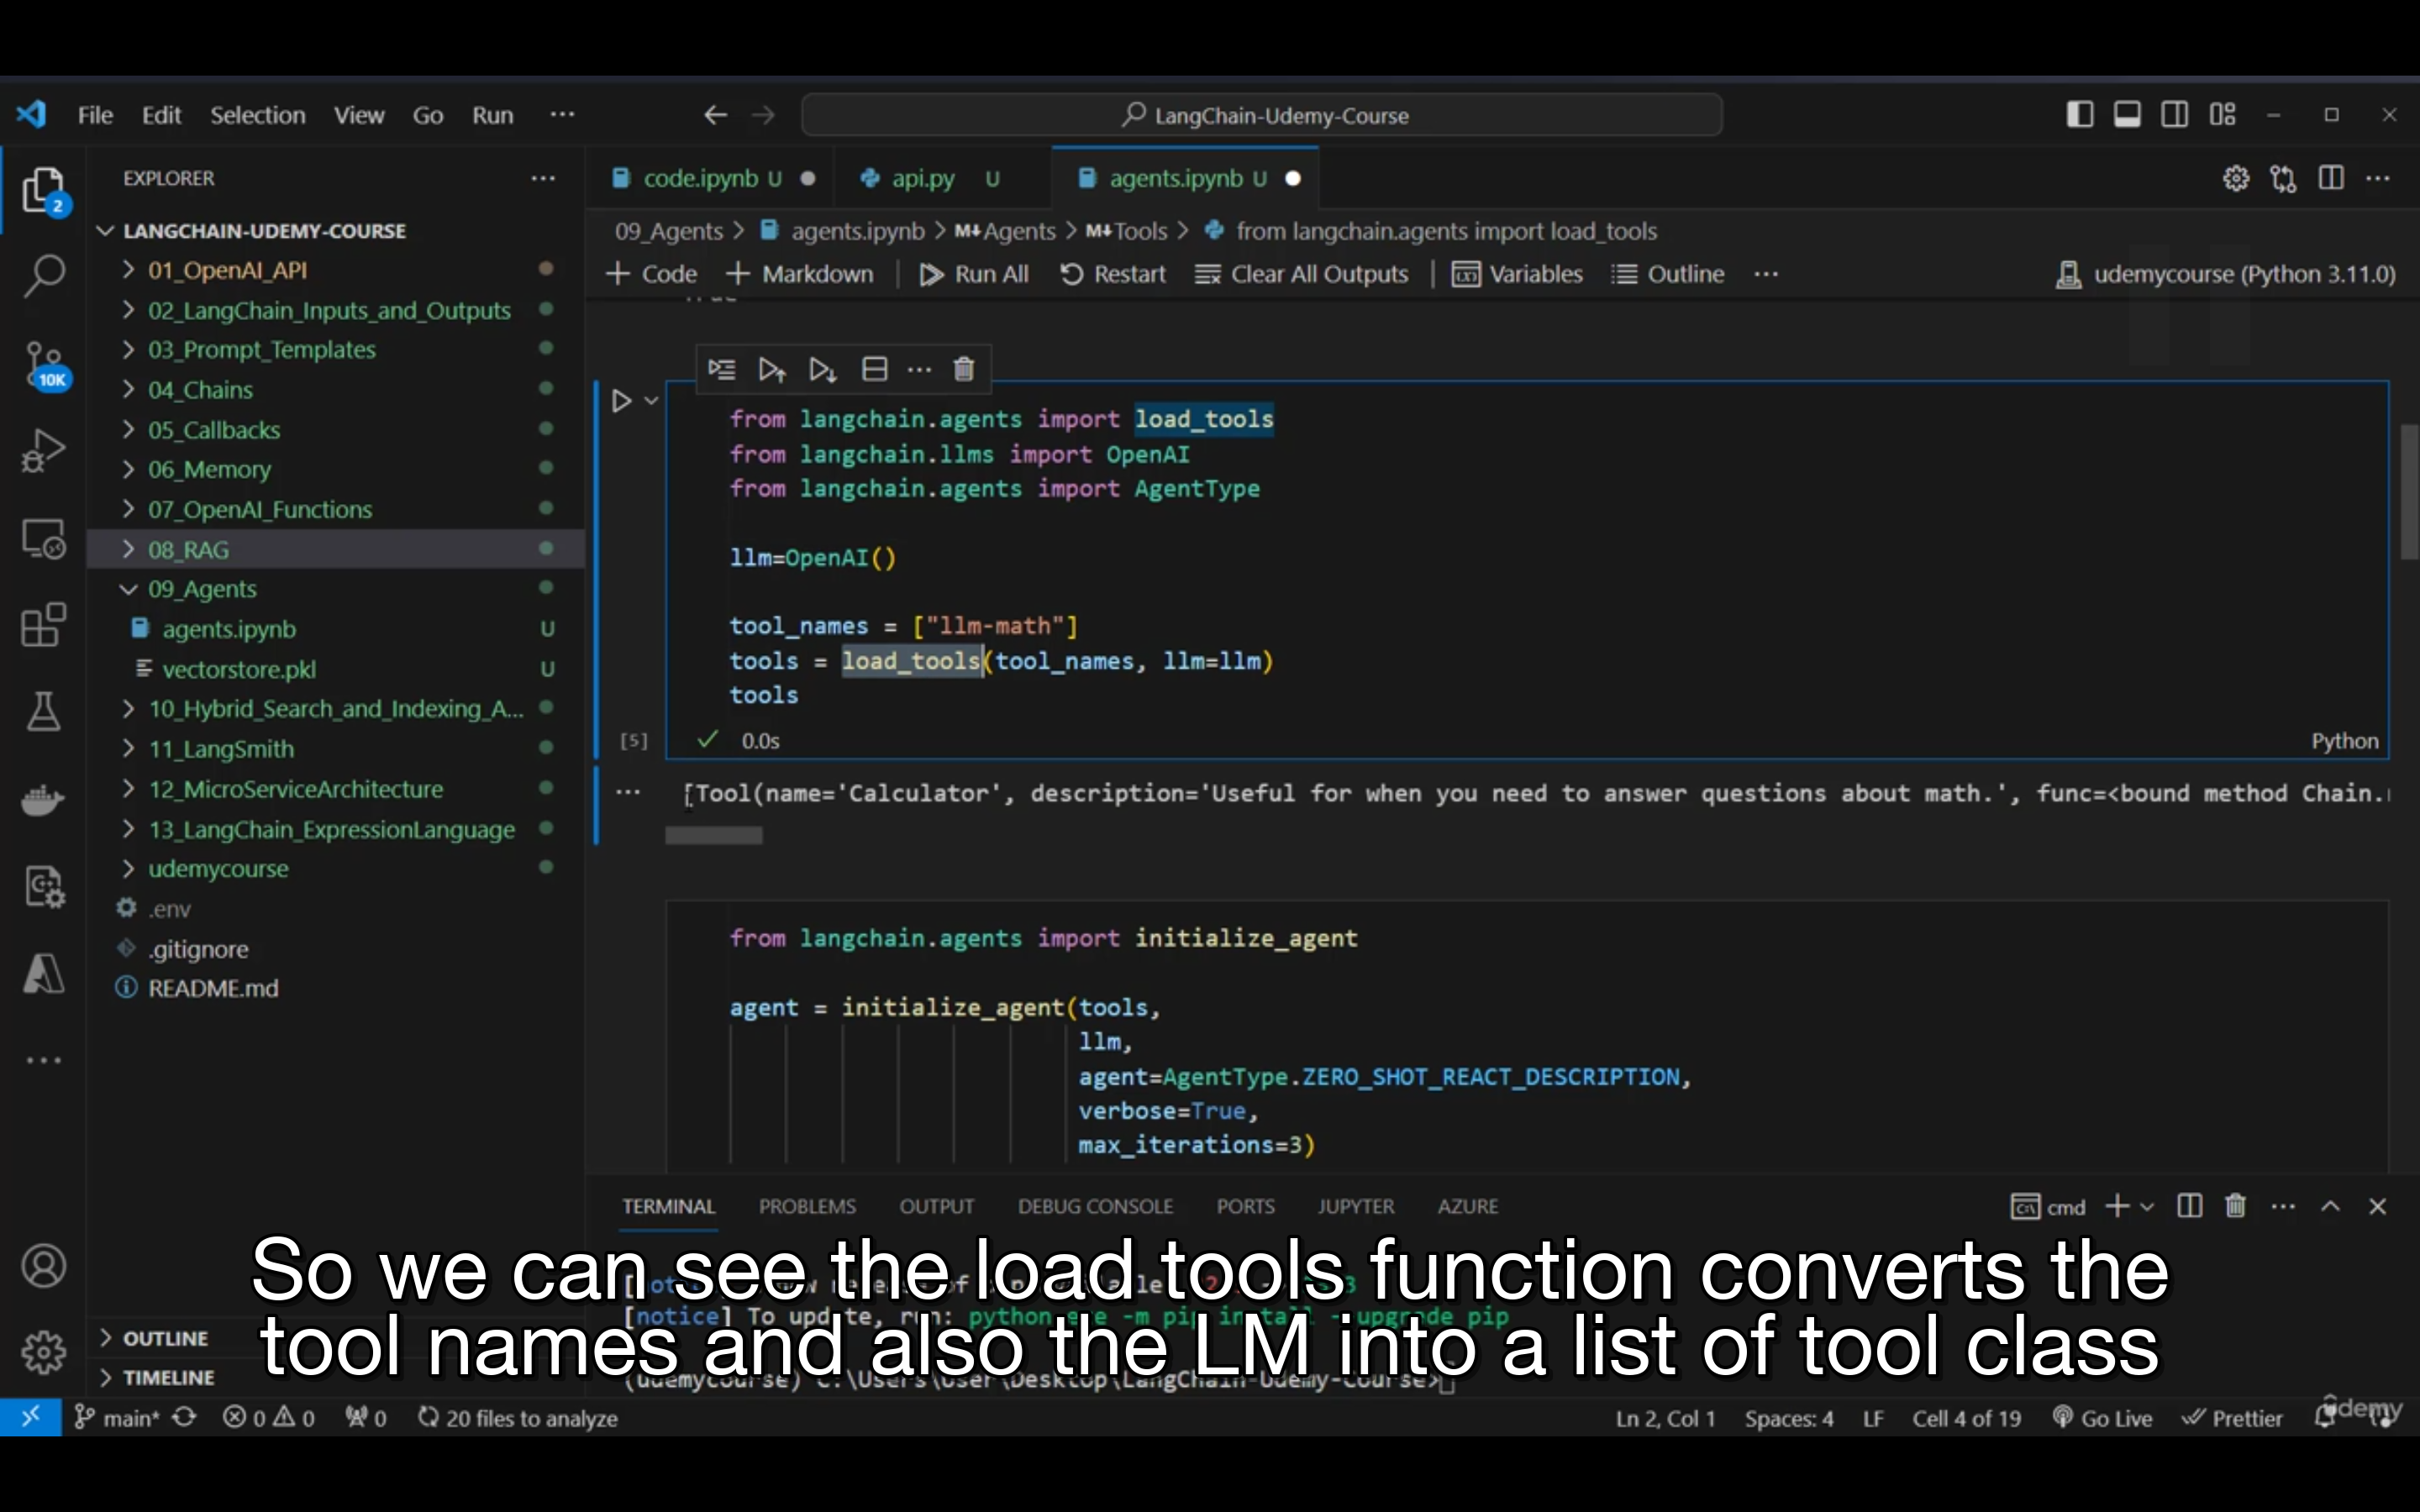 File Edit Selection View Go Run ···
LangChain-Udemy-Course
EXPLORER
code.ipynb U
api.py U
agents.ipynb U
LANGCHAIN-UDEMY-COURSE
09_Agents > agents.ipynb > M↓Agents > M↓Tools > from langchain.agents import load_tools
+ Code + Markdown Run All Restart Clear All Outputs Variables Outline ···
udemycourse (Python 3.11.0)
2
10K
01_OpenAI_API
02_LangChain_Inputs_and_Outputs
03_Prompt_Templates
04_Chains
05_Callbacks
06_Memory
07_OpenAI_Functions
08_RAG
09_Agents
agents.ipynb U
vectorstore.pkl U
10_Hybrid_Search_and_Indexing_A...
11_LangSmith
12_MicroServiceArchitecture
13_LangChain_ExpressionLanguage
udemycourse
.env
.gitignore
README.md
OUTLINE
TIMELINE
from langchain.agents import load_tools
from langchain.llms import OpenAI
from langchain.agents import AgentType
llm=OpenAI()
tool_names = ["llm-math"]
tools = load_tools(tool_names, llm=llm)
tools
[5] 0.0s
Python
[Tool(name='Calculator', description='Useful for when you need to answer questions about math.', func=<bound method Chain.
from langchain.agents import initialize_agent
agent = initialize_agent(tools,
llm,
agent=AgentType.ZERO_SHOT_REACT_DESCRIPTION,
verbose=True,
max_iterations=3)
TERMINAL PROBLEMS OUTPUT DEBUG CONSOLE PORTS JUPYTER AZURE
cmd
So we can see the load tools function converts the
[notice] To update, run: python.exe -m pip install --upgrade pip
tool names and also the LM into a list of tool class
(udemycourse) C:\Users\User\Desktop\LangChain-Udemy-Course>
main* 0 0 0 20 files to analyze
Ln 2, Col 1 Spaces: 4 LF Cell 4 of 19 Go Live Prettier
ûdemy